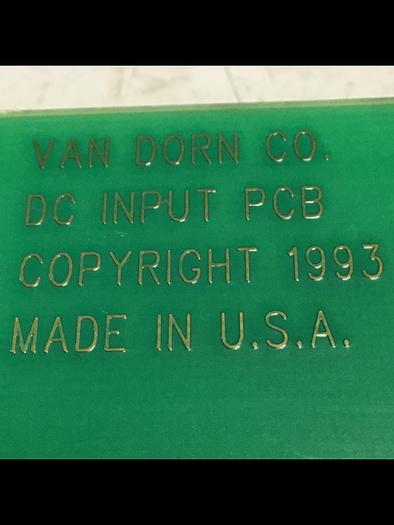 VAN DORN CO.
DC INPUT PCB
COPYRIGHT 1993
MADE IN U.S.A.